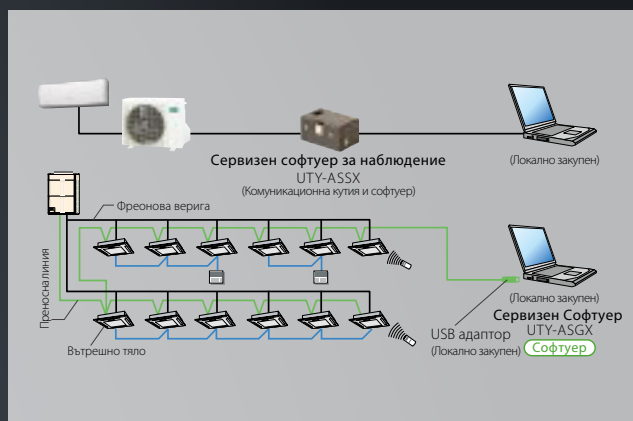 Сервизен софтуер за наблюдение
UTY-ASSX
(Комуникационна кутия и софтуер)
(Локално закупен)
Фреонова верига
Преносна линия
Вътрешно тяло
(Локално закупен)
Сервизен Софтуер
UTY-ASGX
USB адаптор
(Локално закупен)
Софтуер